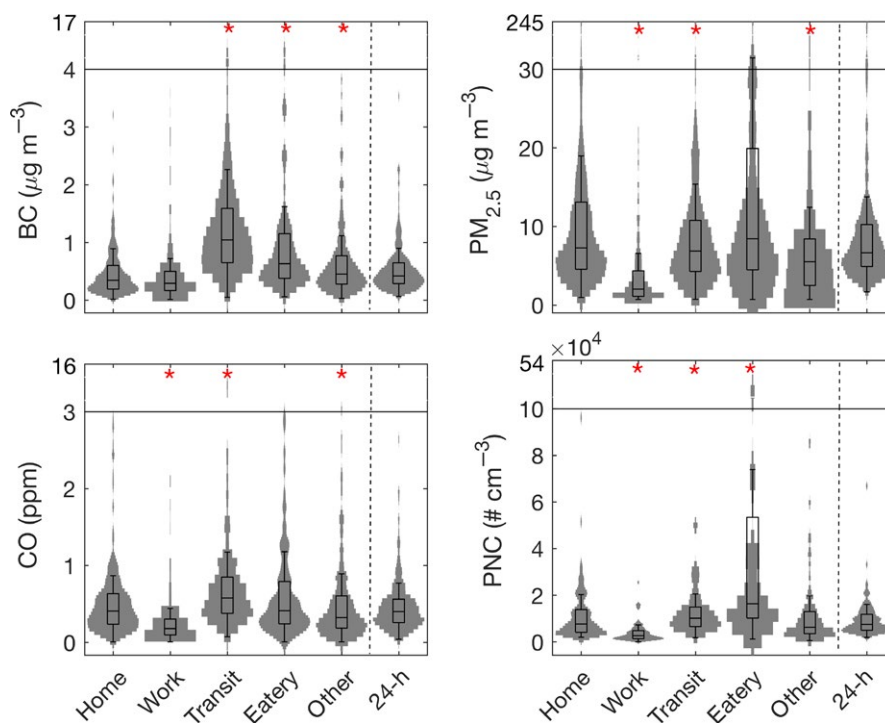 17
4
3
2
1
0
BC (μg m−3)
* * *
245
30
20
10
0
PM2.5 (μg m−3)
* * *
16
3
2
1
0
CO (ppm)
* * *
Home Work Transit Eatery Other 24-h
54 ×10^4
10
8
6
4
2
0
PNC (# cm−3)
* * *
Home Work Transit Eatery Other 24-h